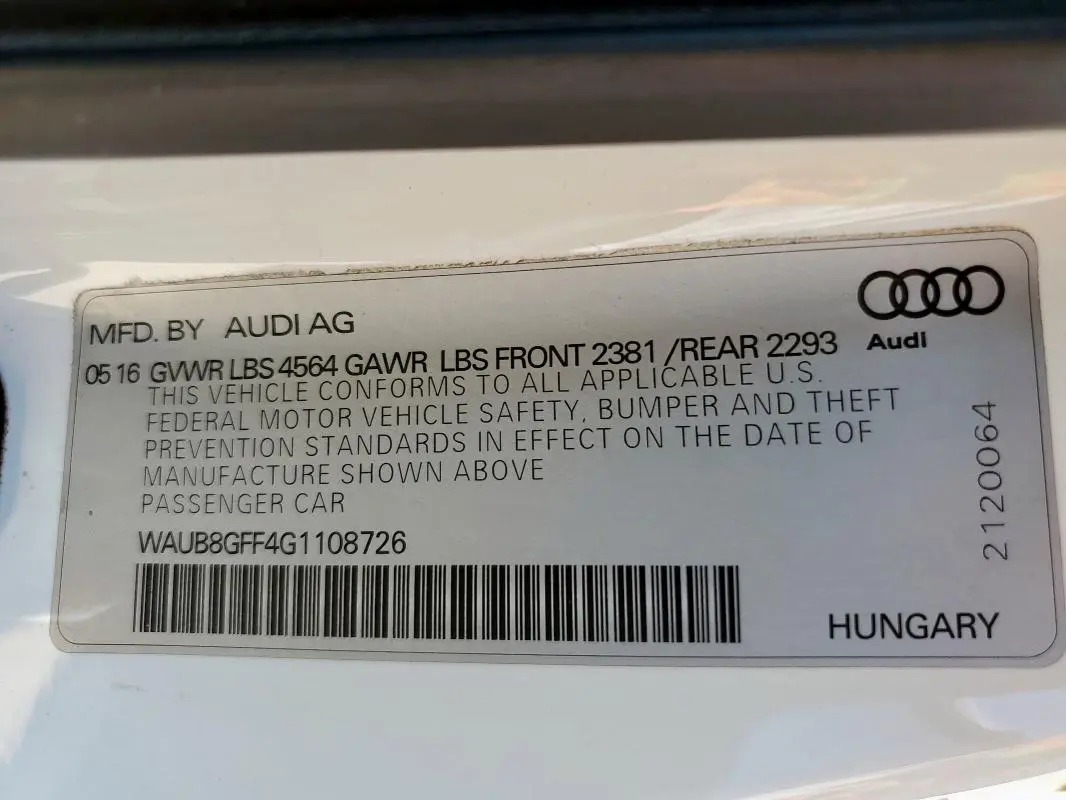 MFD. BY AUDI AG
Audi
05 16 GVWR LBS 4564 GAWR LBS FRONT 2381 /REAR 2293
THIS VEHICLE CONFORMS TO ALL APPLICABLE U.S.
FEDERAL MOTOR VEHICLE SAFETY, BUMPER AND THEFT
PREVENTION STANDARDS IN EFFECT ON THE DATE OF
MANUFACTURE SHOWN ABOVE
PASSENGER CAR
WAUB8GFF4G1108726
21200064
HUNGARY